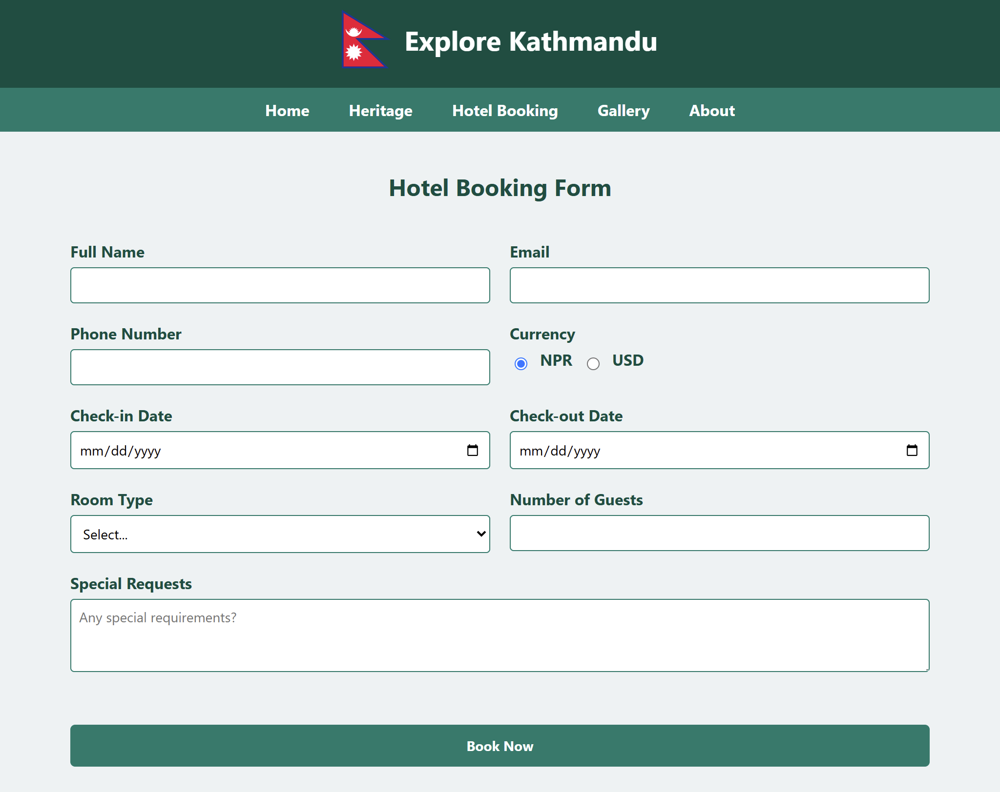 Explore Kathmandu
Home Heritage Hotel Booking Gallery About
Hotel Booking Form
Full Name Email
Phone Number Currency
NPR USD
Check-in Date Check-out Date
mm/dd/yyyy mm/dd/yyyy
Room Type Number of Guests
Select...
Special Requests
Any special requirements?
Book Now